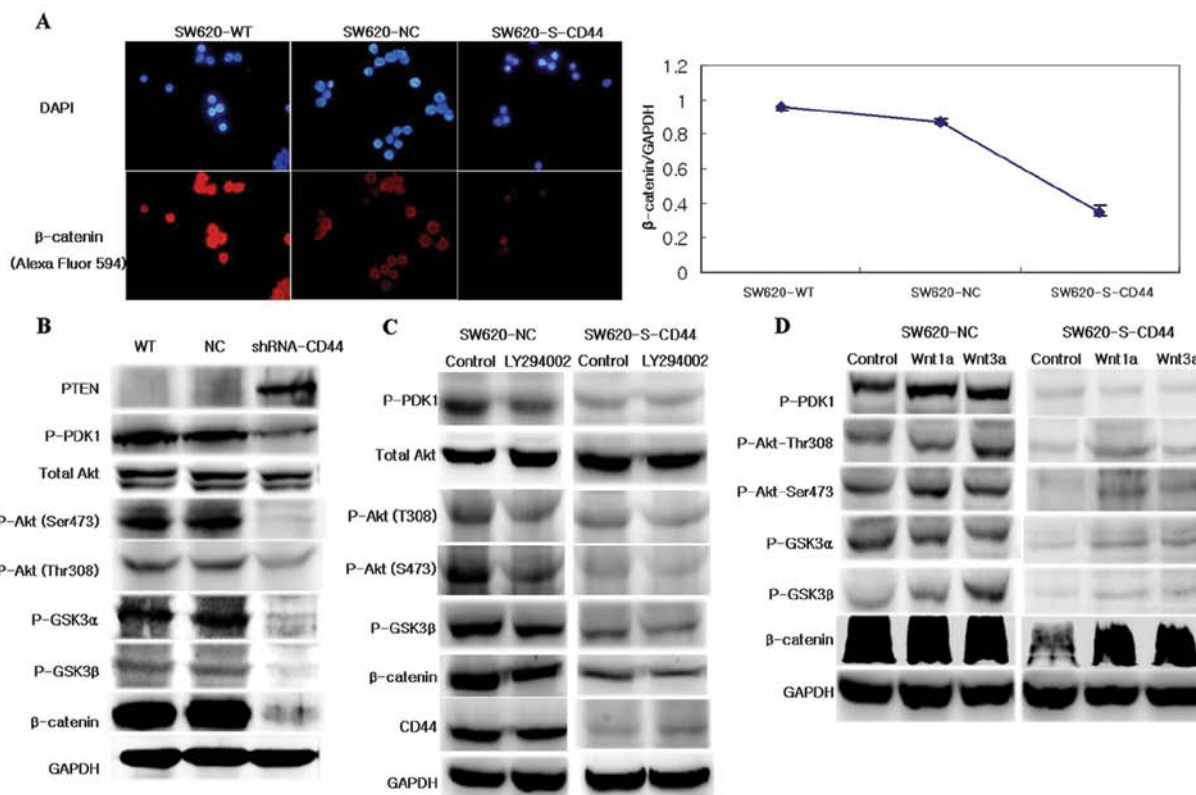 A
SW620-WT SW620-NC SW620-S-CD44
DAPI
β-catenin
(Alexa Fluor 594)
β-catenin/GAPDH
1.2
1
0.8
0.6
0.4
0.2
0
SW620-WT SW620-NC SW620-S-CD44
B
WT NC shRNA-CD44
PTEN
P-PDK1
Total Akt
P-Akt (Ser473)
P-Akt (Thr308)
P-GSK3α
P-GSK3β
β-catenin
GAPDH
C
SW620-NC SW620-S-CD44
Control LY294002 Control LY294002
P-PDK1
Total Akt
P-Akt (T308)
P-Akt (S473)
P-GSK3β
β-catenin
CD44
GAPDH
D
SW620-NC SW620-S-CD44
Control Wnt1a Wnt3a Control Wnt1a Wnt3a
P-PDK1
P-Akt-Thr308
P-Akt-Ser473
P-GSK3α
P-GSK3β
β-catenin
GAPDH